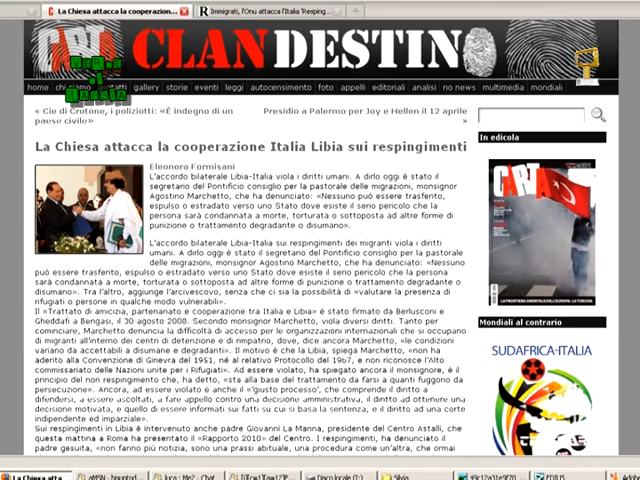 La Chiesa attacca la cooperazion...
Immigrati, l'Onu attacca l'Italia 'Resping...
CARTA CLANDESTINO
home chi siamo contatti gallery storie eventi leggi autocensimento foto appelli editoriali analisi no news multimedia mondiali
« Cie di Crotone, i poliziotti: «È indegno di un paese civile»
Presidio a Palermo per Joy e Hellen il 12 aprile »
La Chiesa attacca la cooperazione Italia Libia sui respingimenti
Eleonora Formisani
L'accordo bilaterale Libia-Italia viola i diritti umani. A dirlo oggi è stato il
segretario del Pontificio consiglio per la pastorale delle migrazioni, monsignor
Agostino Marchetto, che ha denunciato: «Nessuno può essere trasferito,
espulso o estradato verso uno Stato dove esiste il serio pericolo che la
persona sarà condannata a morte, torturata o sottoposta ad altre forme di
punizione o trattamento degradante o disumano».
L'accordo bilaterale Libia-Italia sui respingimenti dei migranti viola i diritti
umani. A dirlo oggi è stato il segretario del Pontificio consiglio per la pastorale
delle migrazioni, monsignor Agostino Marchetto, che ha denunciato: «Nessuno
può essere trasferito, espulso o estradato verso uno Stato dove esiste il serio pericolo che la persona
sarà condannata a morte, torturata o sottoposta ad altre forme di punizione o trattamento degradante o
disumano». Tra l'altro, aggiunge l'arcivescovo, senza che ci sia la possibilità di «valutare la presenza di
rifugiati o persone in qualche modo vulnerabili».
Il «Trattato di amicizia, partenariato e cooperazione tra Italia e Libia» è stato firmato da Berlusconi e
Gheddafi a Bengasi, il 30 agosto 2008. Secondo monsignor Marchetto, viola diversi diritti. Tanto per
cominciare, Marchetto denuncia la difficoltà di accesso per le organizzazioni internazionali che si occupano
di migranti all'interno dei centri di detenzione e di rimpatrio, dove, dice ancora Marchetto, «le condizioni
variano da accettabili a disumane e degradanti». Il motivo è che la Libia, spiega Marchetto, «non ha
aderito alla Convenzione di Ginevra del 1951, né al relativo Protocollo del 1967, e non riconosce l'Alto
commissariato delle Nazioni unite per i Rifugiati». Ad essere violato, ha spiegato ancora il monsignore, è il
principio del non respingimento che, ha detto, «sta alla base del trattamento da farsi a quanti fuggono da
persecuzione». Ancora, ad essere violato è anche il «'giusto processo', che comprende il diritto a
difendersi, a essere ascoltati, a fare appello contro una decisione amministrativa, il diritto ad ottenere una
decisione motivata, e quello di essere informati sui fatti su cui si basa la sentenza, e il diritto ad una corte
indipendente ed imparziale».
Sui respingimenti in Libia è intervenuto anche padre Giovanni La Manna, presidente del Centro Astalli, che
questa mattina a Roma ha presentato il «Rapporto 2010» del Centro. I respingimenti, ha denunciato il
padre gesuita, «non fanno più notizia, sono una prassi abituale, una procedura come un'altra, che ormai
In edicola
CARTA
LA FRONTIERA ORIENTALE DELL'EUROPA: LA TURCHIA
Mondiali al contrario
SUDAFRICA-ITALIA
La Chiesa atta...
luca : Me2 - Chat
Disco locale (I:)
Silvia
EDIUS
Adob